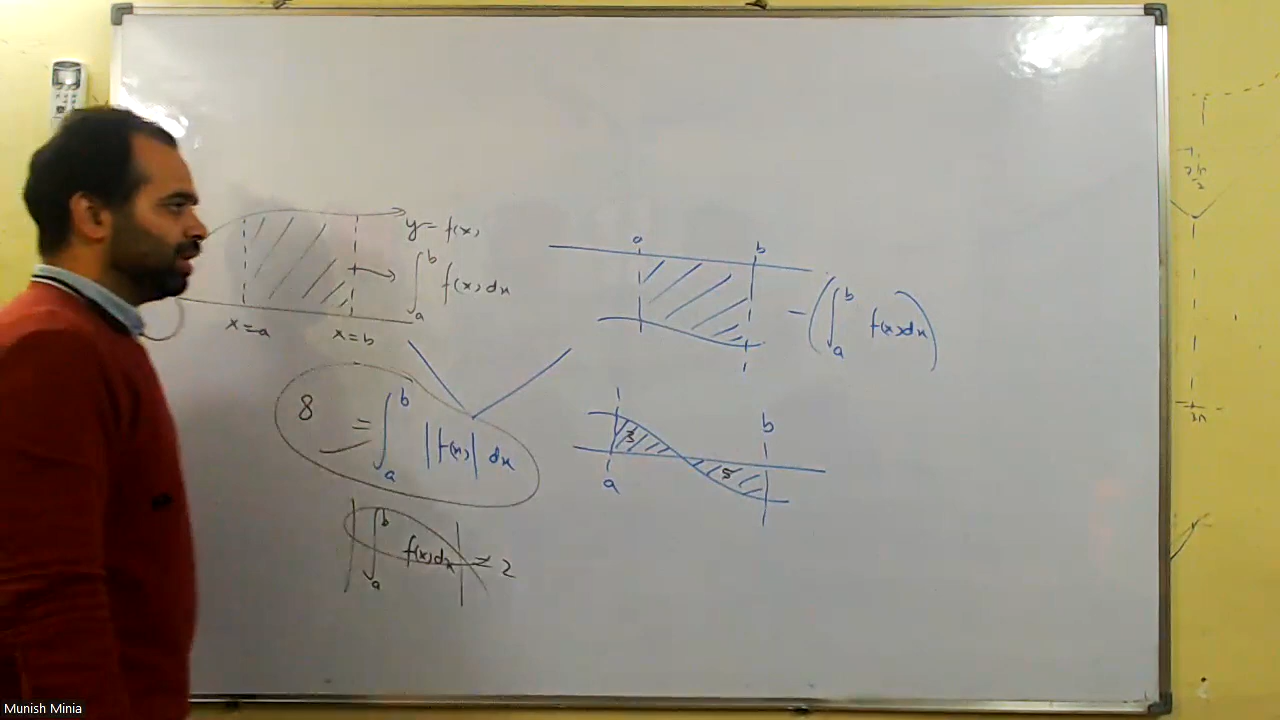 y = f(x)
∫_a^b f(x) dx
x=a
x=b
a
b
-(∫_a^b f(x)dx)
8 = ∫_a^b |f(x)| dx
3
5
a
b
|∫_a^b f(x)dx| = 2
Munish Minia